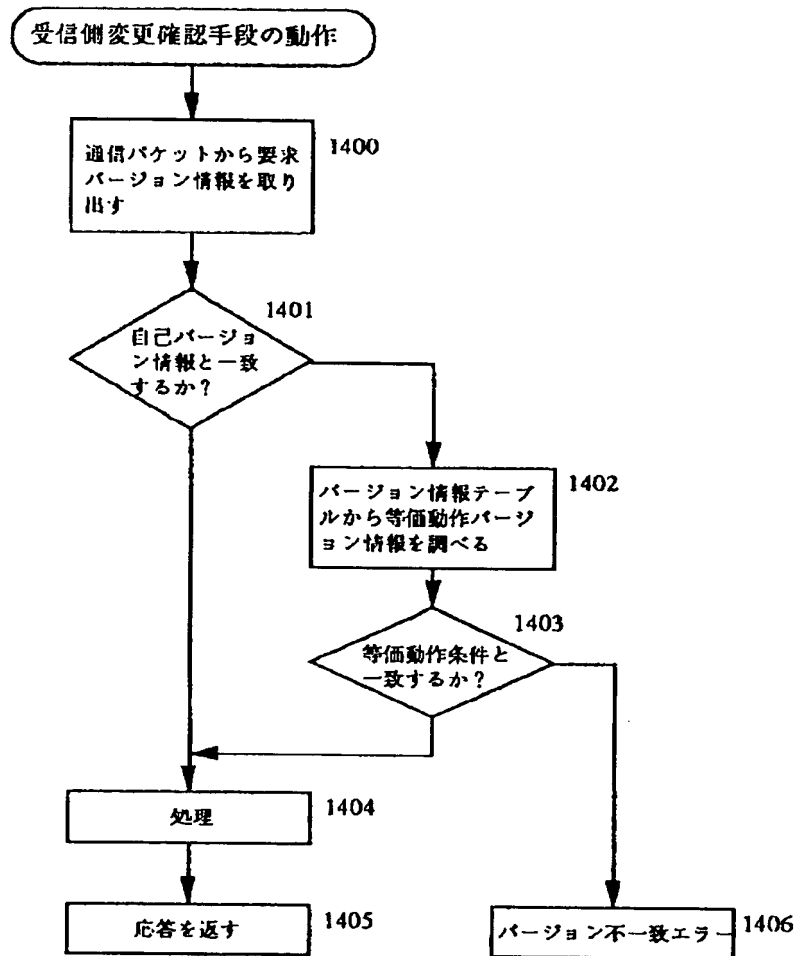 受信側変更確認手段の動作
1400
通信パケットから要求
バージョン情報を取り
出す
1401
自己バージョ
ン情報と一致
するか？
1402
バージョン情報テーブ
ルから等価動作バージ
ョン情報を調べる
1403
等価動作条件と
一致するか？
処理
1404
応答を返す
1405
バージョン不一致エラー
1406